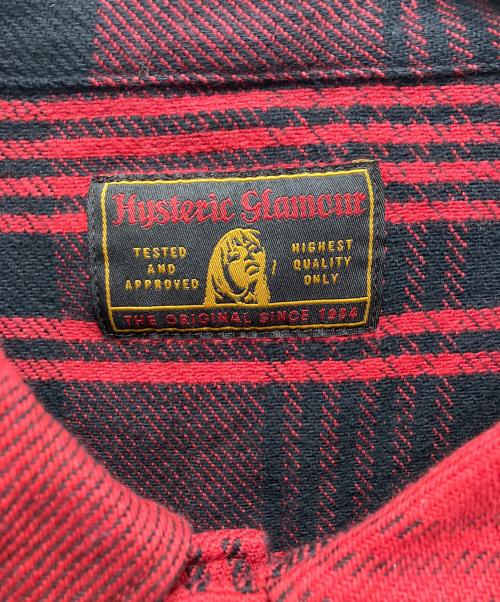 Hysteric Glamour
TESTED
AND
APPROVED
HIGHEST
QUALITY
ONLY
THE ORIGINAL SINCE 1984